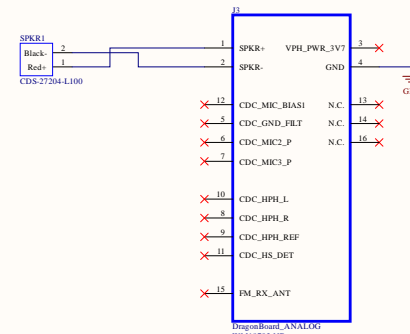 J3
SPKR1
Black- 2
Red+ 1
CDS-27204-L100
1 SPKR+ VPH_PWR_3V7 3
2 SPKR- GND 4
12 CDC_MIC_BIAS1 N.C. 13
5 CDC_GND_FILT N.C. 14
6 CDC_MIC2_P N.C. 16
7 CDC_MIC3_P
10 CDC_HPH_L
8 CDC_HPH_R
9 CDC_HPH_REF
11 CDC_HS_DET
15 FM_RX_ANT
DragonBoard_ANALOG